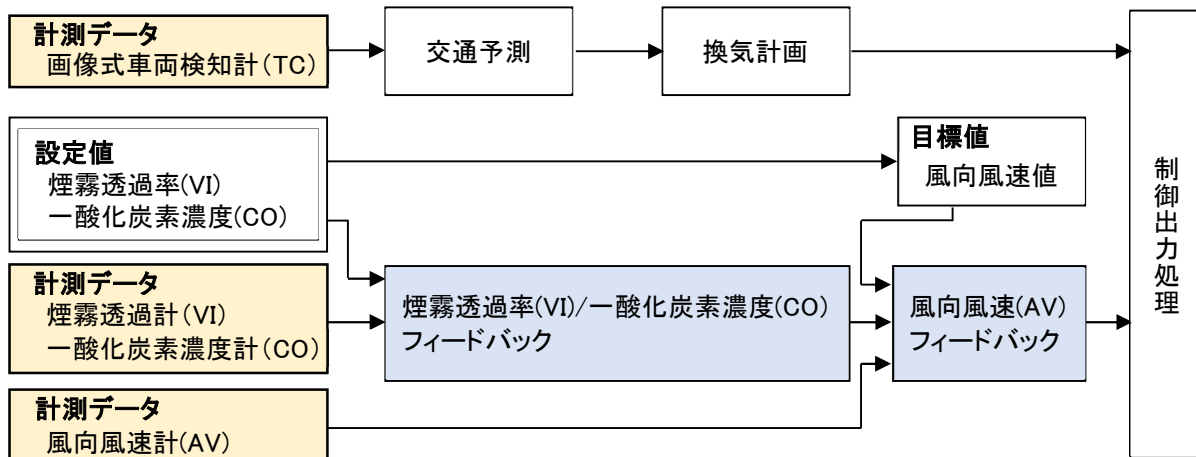 計測データ
画像式車両検知計(TC)
交通予測
換気計画
設定値
煙霧透過率(VI)
一酸化炭素濃度(CO)
目標値
風向風速値
計測データ
煙霧透過計(VI)
一酸化炭素濃度計(CO)
煙霧透過率(VI)/一酸化炭素濃度(CO)
フィードバック
風向風速(AV)
フィードバック
計測データ
風向風速計(AV)
制御出力処理